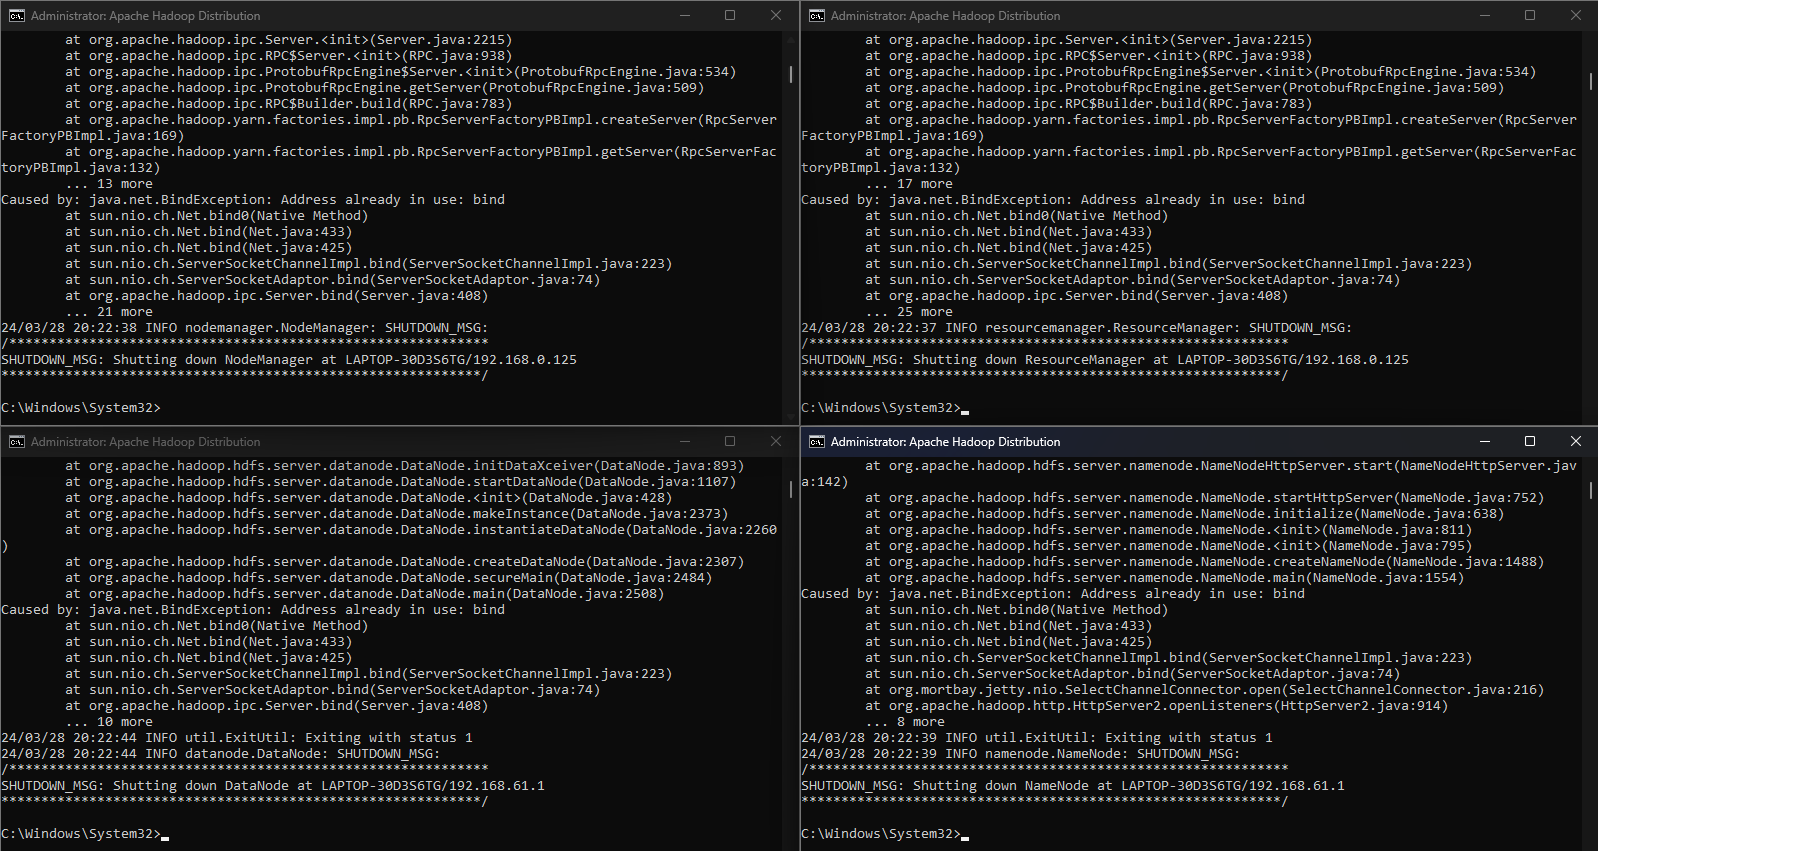 Administrator: Apache Hadoop Distribution
        at org.apache.hadoop.ipc.Server.<init>(Server.java:2215)
        at org.apache.hadoop.ipc.RPC$Server.<init>(RPC.java:938)
        at org.apache.hadoop.ipc.ProtobufRpcEngine$Server.<init>(ProtobufRpcEngine.java:534)
        at org.apache.hadoop.ipc.ProtobufRpcEngine.getServer(ProtobufRpcEngine.java:509)
        at org.apache.hadoop.ipc.RPC$Builder.build(RPC.java:783)
        at org.apache.hadoop.yarn.factories.impl.pb.RpcServerFactoryPBImpl.createServer(RpcServer
FactoryPBImpl.java:169)
        at org.apache.hadoop.yarn.factories.impl.pb.RpcServerFactoryPBImpl.getServer(RpcServerFac
toryPBImpl.java:132)
        ... 13 more
Caused by: java.net.BindException: Address already in use: bind
        at sun.nio.ch.Net.bind0(Native Method)
        at sun.nio.ch.Net.bind(Net.java:433)
        at sun.nio.ch.Net.bind(Net.java:425)
        at sun.nio.ch.ServerSocketChannelImpl.bind(ServerSocketChannelImpl.java:223)
        at sun.nio.ch.ServerSocketAdaptor.bind(ServerSocketAdaptor.java:74)
        at org.apache.hadoop.ipc.Server.bind(Server.java:408)
        ... 21 more
24/03/28 20:22:38 INFO nodemanager.NodeManager: SHUTDOWN_MSG:
/************************************************************
SHUTDOWN_MSG: Shutting down NodeManager at LAPTOP-30D3S6TG/192.168.0.125
************************************************************/
C:\Windows\System32>
Administrator: Apache Hadoop Distribution
        at org.apache.hadoop.ipc.Server.<init>(Server.java:2215)
        at org.apache.hadoop.ipc.RPC$Server.<init>(RPC.java:938)
        at org.apache.hadoop.ipc.ProtobufRpcEngine$Server.<init>(ProtobufRpcEngine.java:534)
        at org.apache.hadoop.ipc.ProtobufRpcEngine.getServer(ProtobufRpcEngine.java:509)
        at org.apache.hadoop.ipc.RPC$Builder.build(RPC.java:783)
        at org.apache.hadoop.yarn.factories.impl.pb.RpcServerFactoryPBImpl.createServer(RpcServer
FactoryPBImpl.java:169)
        at org.apache.hadoop.yarn.factories.impl.pb.RpcServerFactoryPBImpl.getServer(RpcServerFac
toryPBImpl.java:132)
        ... 17 more
Caused by: java.net.BindException: Address already in use: bind
        at sun.nio.ch.Net.bind0(Native Method)
        at sun.nio.ch.Net.bind(Net.java:433)
        at sun.nio.ch.Net.bind(Net.java:425)
        at sun.nio.ch.ServerSocketChannelImpl.bind(ServerSocketChannelImpl.java:223)
        at sun.nio.ch.ServerSocketAdaptor.bind(ServerSocketAdaptor.java:74)
        at org.apache.hadoop.ipc.Server.bind(Server.java:408)
        ... 25 more
24/03/28 20:22:37 INFO resourcemanager.ResourceManager: SHUTDOWN_MSG:
/************************************************************
SHUTDOWN_MSG: Shutting down ResourceManager at LAPTOP-30D3S6TG/192.168.0.125
************************************************************/
C:\Windows\System32>
Administrator: Apache Hadoop Distribution
        at org.apache.hadoop.hdfs.server.datanode.DataNode.initDataXceiver(DataNode.java:893)
        at org.apache.hadoop.hdfs.server.datanode.DataNode.startDataNode(DataNode.java:1107)
        at org.apache.hadoop.hdfs.server.datanode.DataNode.<init>(DataNode.java:428)
        at org.apache.hadoop.hdfs.server.datanode.DataNode.makeInstance(DataNode.java:2373)
        at org.apache.hadoop.hdfs.server.datanode.DataNode.instantiateDataNode(DataNode.java:2260
)
        at org.apache.hadoop.hdfs.server.datanode.DataNode.createDataNode(DataNode.java:2307)
        at org.apache.hadoop.hdfs.server.datanode.DataNode.secureMain(DataNode.java:2484)
        at org.apache.hadoop.hdfs.server.datanode.DataNode.main(DataNode.java:2508)
Caused by: java.net.BindException: Address already in use: bind
        at sun.nio.ch.Net.bind0(Native Method)
        at sun.nio.ch.Net.bind(Net.java:433)
        at sun.nio.ch.Net.bind(Net.java:425)
        at sun.nio.ch.ServerSocketChannelImpl.bind(ServerSocketChannelImpl.java:223)
        at sun.nio.ch.ServerSocketAdaptor.bind(ServerSocketAdaptor.java:74)
        at org.apache.hadoop.ipc.Server.bind(Server.java:408)
        ... 10 more
24/03/28 20:22:44 INFO util.ExitUtil: Exiting with status 1
24/03/28 20:22:44 INFO datanode.DataNode: SHUTDOWN_MSG:
/************************************************************
SHUTDOWN_MSG: Shutting down DataNode at LAPTOP-30D3S6TG/192.168.61.1
************************************************************/
C:\Windows\System32>
Administrator: Apache Hadoop Distribution
        at org.apache.hadoop.hdfs.server.namenode.NameNodeHttpServer.start(NameNodeHttpServer.jav
a:142)
        at org.apache.hadoop.hdfs.server.namenode.NameNode.startHttpServer(NameNode.java:752)
        at org.apache.hadoop.hdfs.server.namenode.NameNode.initialize(NameNode.java:638)
        at org.apache.hadoop.hdfs.server.namenode.NameNode.<init>(NameNode.java:811)
        at org.apache.hadoop.hdfs.server.namenode.NameNode.<init>(NameNode.java:795)
        at org.apache.hadoop.hdfs.server.namenode.NameNode.createNameNode(NameNode.java:1488)
        at org.apache.hadoop.hdfs.server.namenode.NameNode.main(NameNode.java:1554)
Caused by: java.net.BindException: Address already in use: bind
        at sun.nio.ch.Net.bind0(Native Method)
        at sun.nio.ch.Net.bind(Net.java:433)
        at sun.nio.ch.Net.bind(Net.java:425)
        at sun.nio.ch.ServerSocketChannelImpl.bind(ServerSocketChannelImpl.java:223)
        at sun.nio.ch.ServerSocketAdaptor.bind(ServerSocketAdaptor.java:74)
        at org.mortbay.jetty.nio.SelectChannelConnector.open(SelectChannelConnector.java:216)
        at org.apache.hadoop.http.HttpServer2.openListeners(HttpServer2.java:914)
        ... 8 more
24/03/28 20:22:39 INFO util.ExitUtil: Exiting with status 1
24/03/28 20:22:39 INFO namenode.NameNode: SHUTDOWN_MSG:
/************************************************************
SHUTDOWN_MSG: Shutting down NameNode at LAPTOP-30D3S6TG/192.168.61.1
************************************************************/
C:\Windows\System32>